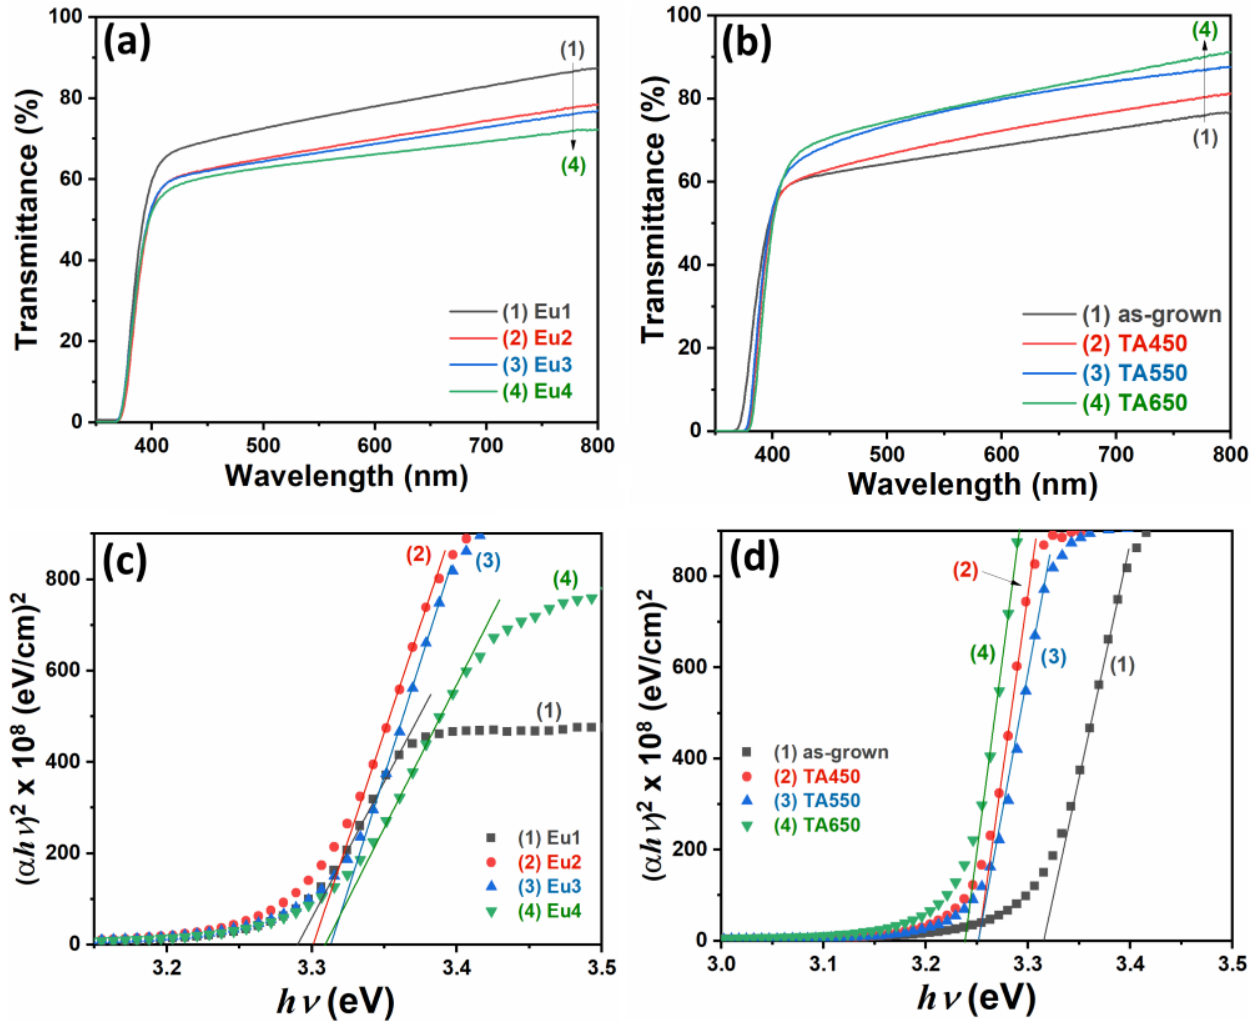 (a)
Transmittance (%)
100
80
60
40
20
0
(1)
(4)
(1) Eu1
(2) Eu2
(3) Eu3
(4) Eu4
400
500
600
700
800
Wavelength (nm)
(b)
Transmittance (%)
100
80
60
40
20
0
(4)
(1)
(1) as-grown
(2) TA450
(3) TA550
(4) TA650
400
500
600
700
800
Wavelength (nm)
(c)
(αhν)² x 10⁸ (eV/cm)²
800
600
400
200
0
(2)
(3)
(4)
(1)
(1) Eu1
(2) Eu2
(3) Eu3
(4) Eu4
3.2
3.3
3.4
3.5
hν (eV)
(d)
(αhν)² x 10⁸ (eV/cm)²
800
600
400
200
0
(2)
(4)
(3)
(1)
(1) as-grown
(2) TA450
(3) TA550
(4) TA650
3.0
3.1
3.2
3.3
3.4
3.5
hν (eV)